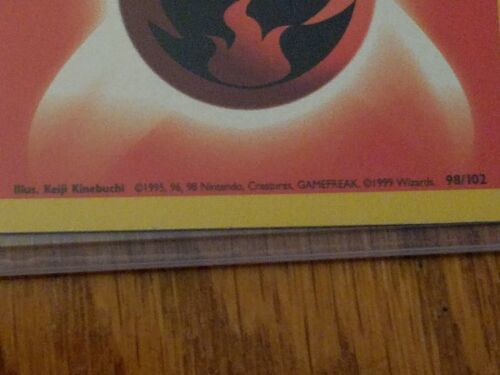 Illus. Keiji Kinebuchi ©1995, 96, 98 Nintendo, Creatures, GAMEFREAK. ©1999 Wizards. 98/102